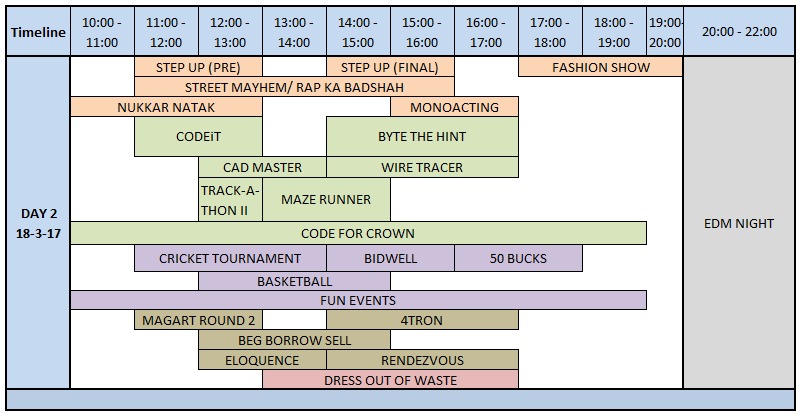 Timeline
10:00 - 11:00
11:00 - 12:00
12:00 - 13:00
13:00 - 14:00
14:00 - 15:00
15:00 - 16:00
16:00 - 17:00
17:00 - 18:00
18:00 - 19:00
19:00- 20:00
20:00 - 22:00
DAY 2
18-3-17
STEP UP (PRE)
STEP UP (FINAL)
FASHION SHOW
STREET MAYHEM/ RAP KA BADSHAH
NUKKAR NATAK
MONOACTING
CODEiT
BYTE THE HINT
CAD MASTER
WIRE TRACER
TRACK-A-
THON II
MAZE RUNNER
CODE FOR CROWN
CRICKET TOURNAMENT
BIDWELL
50 BUCKS
BASKETBALL
FUN EVENTS
MAGART ROUND 2
4TRON
BEG BORROW SELL
ELOQUENCE
RENDEZVOUS
DRESS OUT OF WASTE
EDM NIGHT